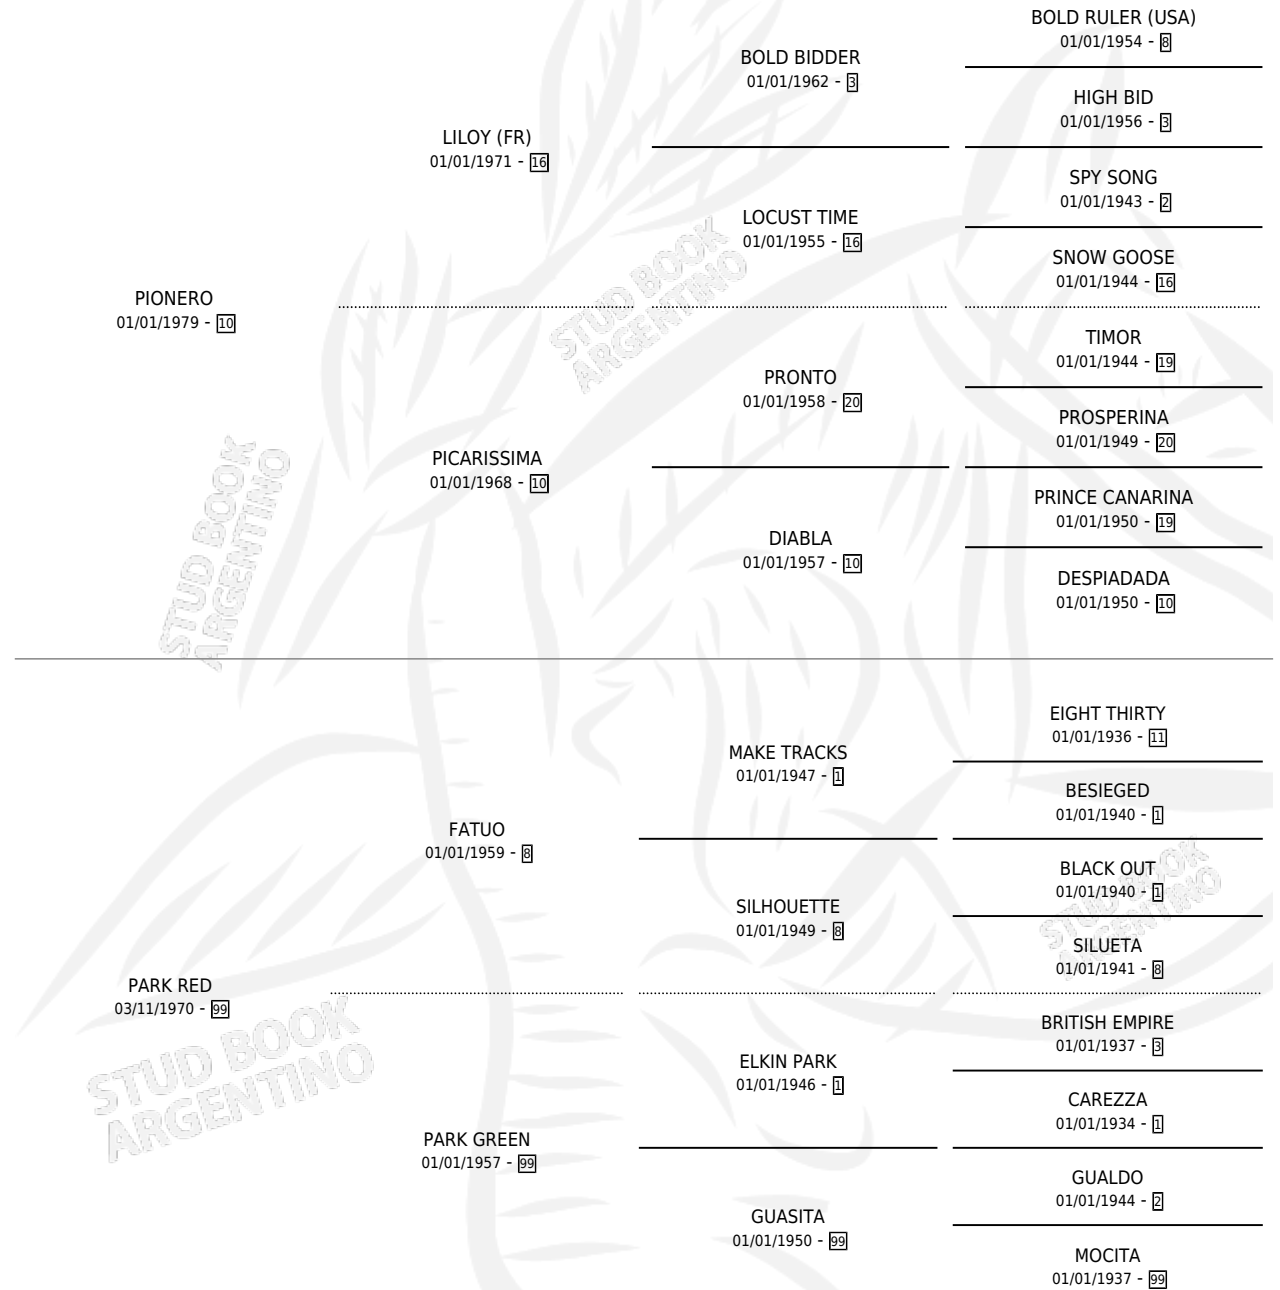 BOLD RULER (USA)
01/01/1954 - 8
BOLD BIDDER
01/01/1962 - 3
HIGH BID
01/01/1956 - 3
LILOY (FR)
01/01/1971 - 16
SPY SONG
01/01/1943 - 2
LOCUST TIME
01/01/1955 - 16
SNOW GOOSE
01/01/1944 - 16
PIONERO
01/01/1979 - 10
TIMOR
01/01/1944 - 19
PRONTO
01/01/1958 - 20
PROSPERINA
01/01/1949 - 20
PICARISSIMA
01/01/1968 - 10
PRINCE CANARINA
01/01/1950 - 19
DIABLA
01/01/1957 - 10
DESPIADADA
01/01/1950 - 10
EIGHT THIRTY
01/01/1936 - 11
MAKE TRACKS
01/01/1947 - 1
BESIEGED
01/01/1940 - 1
FATUO
01/01/1959 - 8
BLACK OUT
01/01/1940 - 1
SILHOUETTE
01/01/1949 - 8
SILUETA
01/01/1941 - 8
PARK RED
03/11/1970 - 99
BRITISH EMPIRE
01/01/1937 - 3
ELKIN PARK
01/01/1946 - 1
CAREZZA
01/01/1934 - 1
PARK GREEN
01/01/1957 - 99
GUALDO
01/01/1944 - 2
GUASITA
01/01/1950 - 99
MOCITA
01/01/1937 - 99
STUD BOOK
ARGENTINO
STUD BOOK
ARGENTINO
STUD BOOK
ARGENTINO
STUD BOOK
ARGENTINO